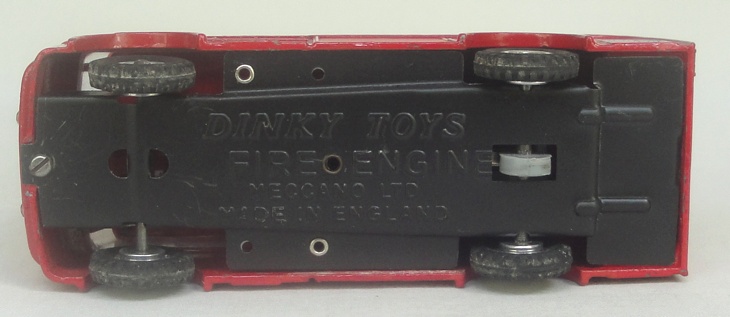 DINKY TOYS
FIRE ENGINE
MECCANO LTD
MADE IN ENGLAND